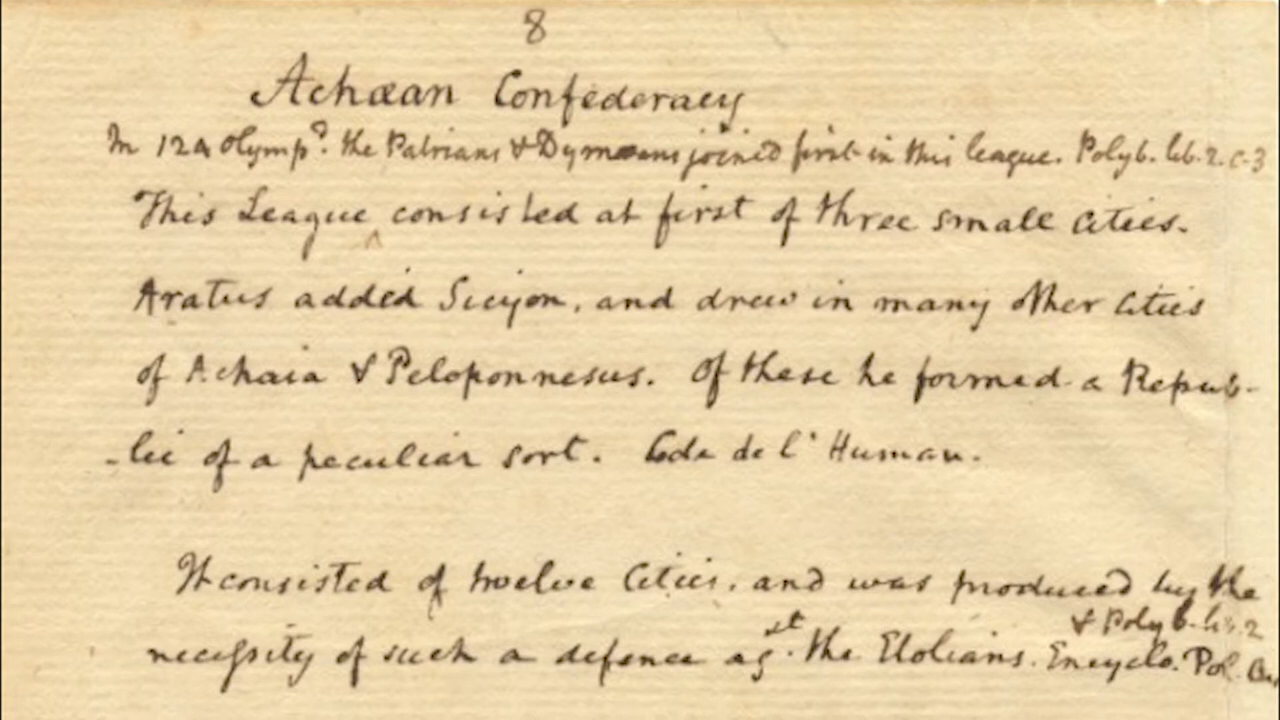 8
Achæan Confederacy
In 124 Olymp.d the Patrians & Dymæans joined first in this league. Polyb. lib. 2. c. 3
This League consisted at first of three small cities.
Aratus added Sicyon, and drew in many other Cities
of Achaia & Peloponnesus. Of these he formed a Repub-
-lic of a peculiar sort. Code de l'Human.
It consisted of twelve Cities, and was produced by the
& Polyb. lib. 2
necessity of such a defence agst. the Etolians. Encyclo. Pol.